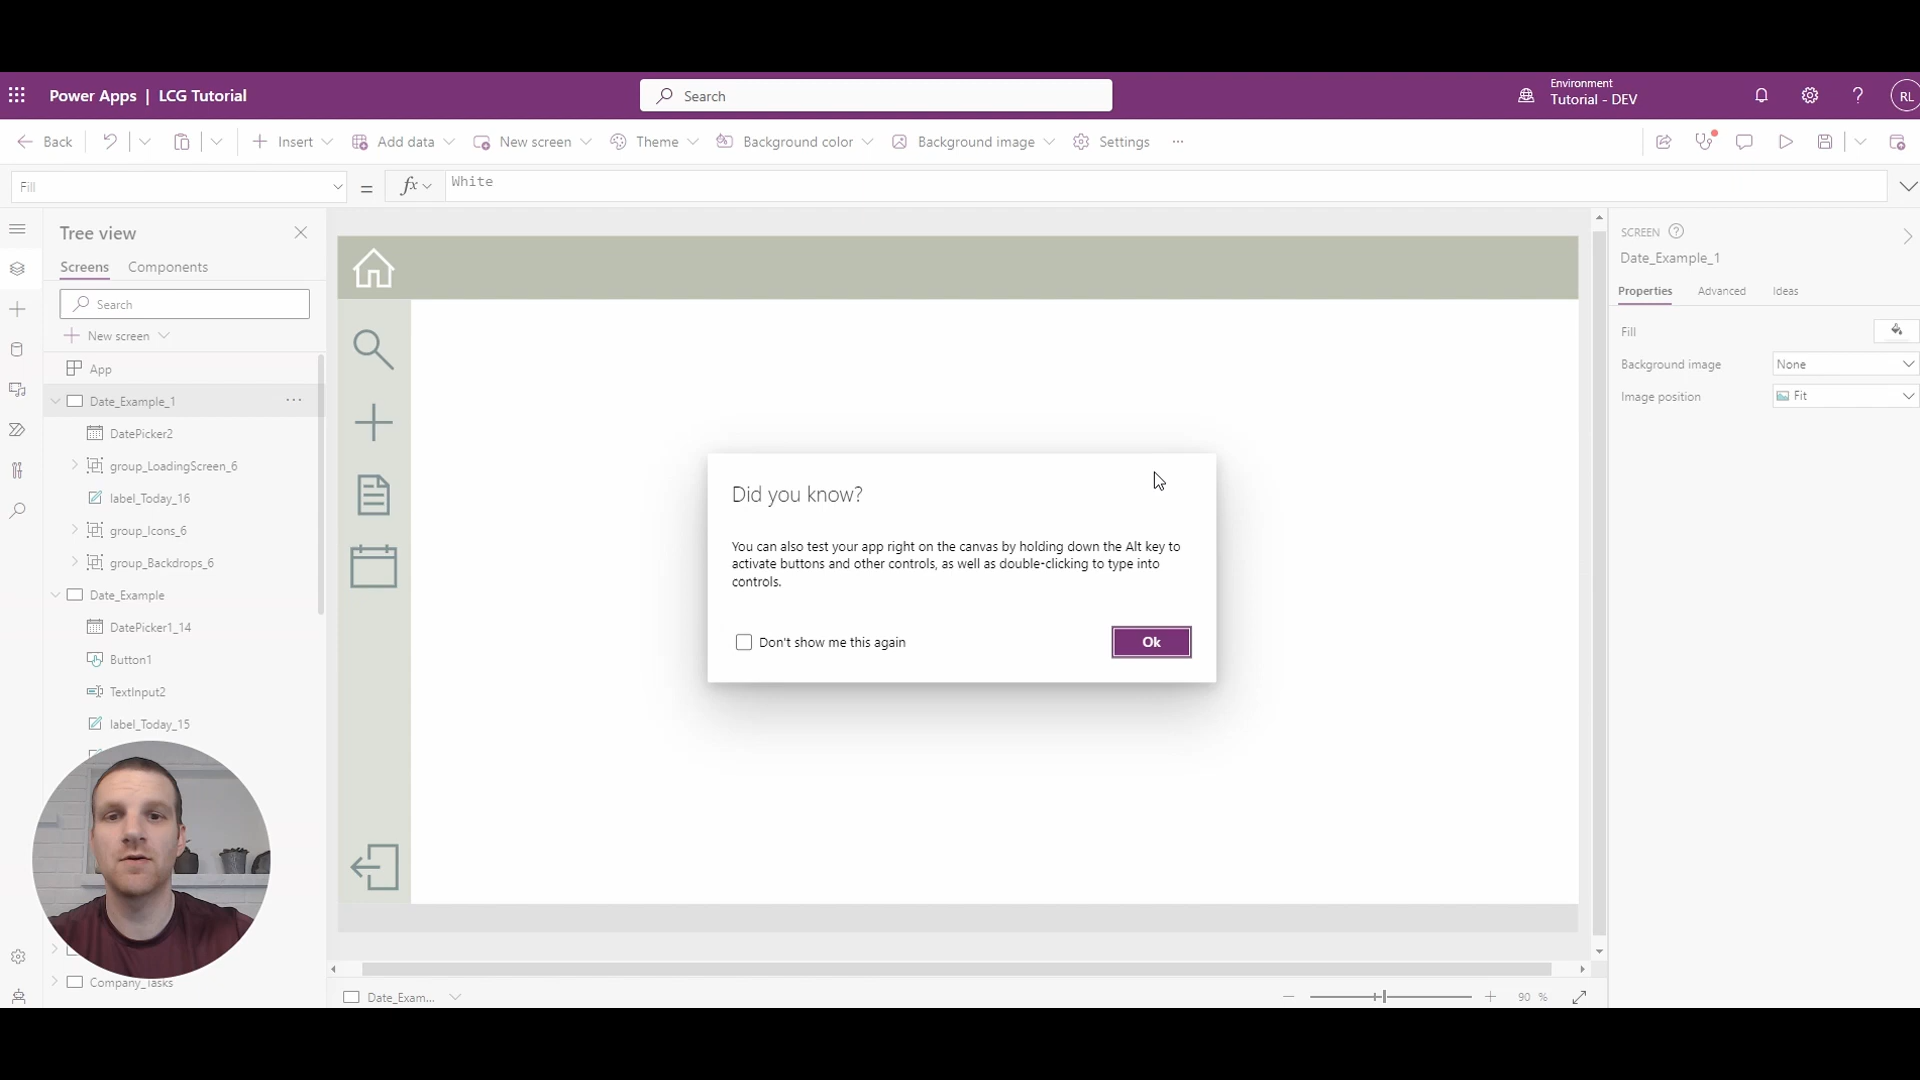 Power Apps | LCG Tutorial
Search
Environment
Tutorial - DEV
RL
Back
Insert
Add data
New screen
Theme
Background color
Background image
Settings
...
Fill
=
fx
White
Tree view
Screens
Components
Search
New screen
App
Date_Example_1
...
DatePicker2
group_LoadingScreen_6
label_Today_16
group_Icons_6
group_Backdrops_6
Date_Example
DatePicker1_14
Button1
TextInput2
label_Today_15
Company_Tasks
Did you know?
You can also test your app right on the canvas by holding down the Alt key to
activate buttons and other controls, as well as double-clicking to type into
controls.
Don't show me this again
Ok
SCREEN
Date_Example_1
Properties
Advanced
Ideas
Fill
Background image
None
Image position
Fit
Date_Exam...
90 %